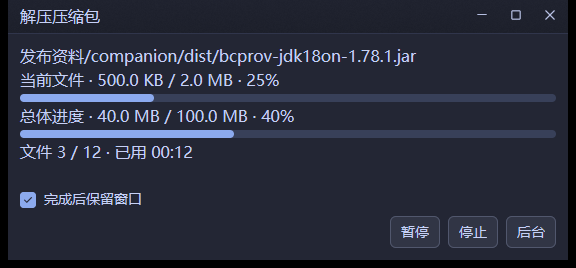 解压压缩包
发布资料/companion/dist/bcprov-jdk18on-1.78.1.jar
当前文件 · 500.0 KB / 2.0 MB · 25%
总体进度 · 40.0 MB / 100.0 MB · 40%
文件 3 / 12 · 已用 00:12
完成后保留窗口
暂停 停止 后台